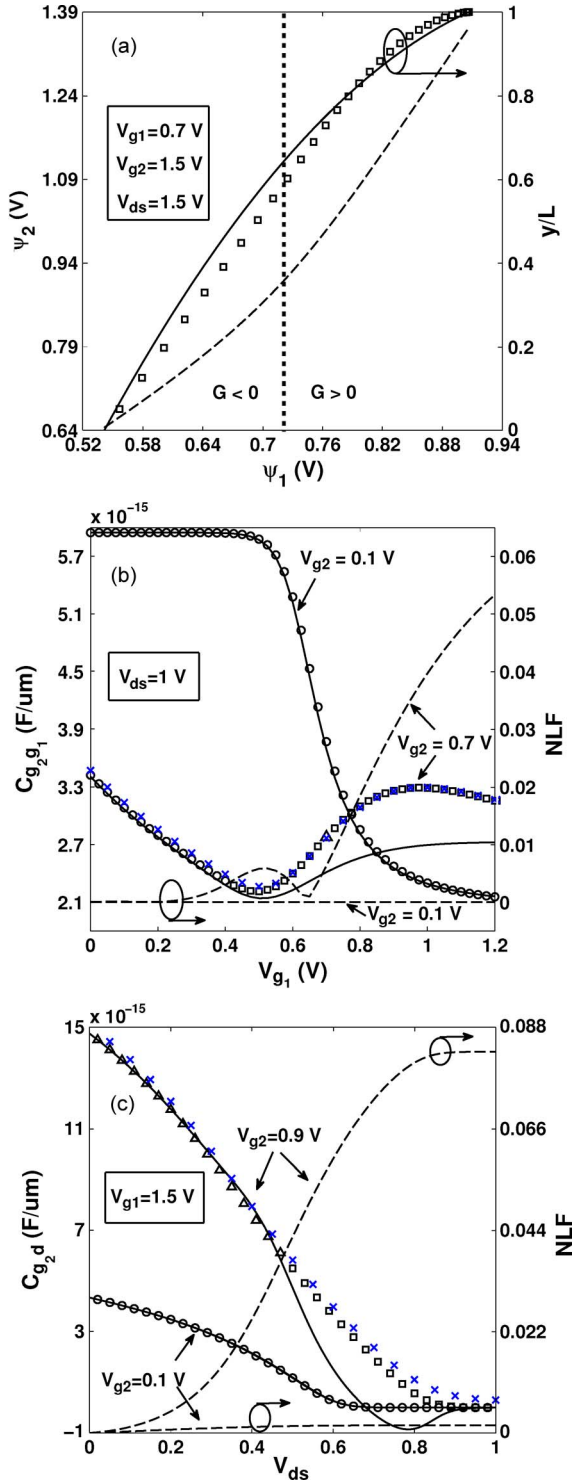 (a)
V_g1=0.7 V
V_g2=1.5 V
V_ds=1.5 V
ψ_2 (V)
1.39
1.24
1.09
0.94
0.79
0.64
y/L
1
0.8
0.6
0.4
0.2
0
G < 0
G > 0
0.52 0.58 0.64 0.7 0.76 0.82 0.88 0.94
ψ_1 (V)
x 10^-15
(b)
V_g2 = 0.1 V
V_ds=1 V
V_g2 = 0.7 V
V_g2 = 0.1 V
C_g2g1 (F/um)
5.7
5.1
4.5
3.9
3.3
2.7
2.1
NLF
0.06
0.05
0.04
0.03
0.02
0.01
0
0 0.2 0.4 0.6 0.8 1 1.2
V_g1 (V)
x 10^-15
(c)
V_g2=0.9 V
V_g1=1.5 V
V_g2=0.1 V
C_g2d (F/um)
15
11
7
3
-1
NLF
0.088
0.066
0.044
0.022
0
0 0.2 0.4 0.6 0.8 1
V_ds